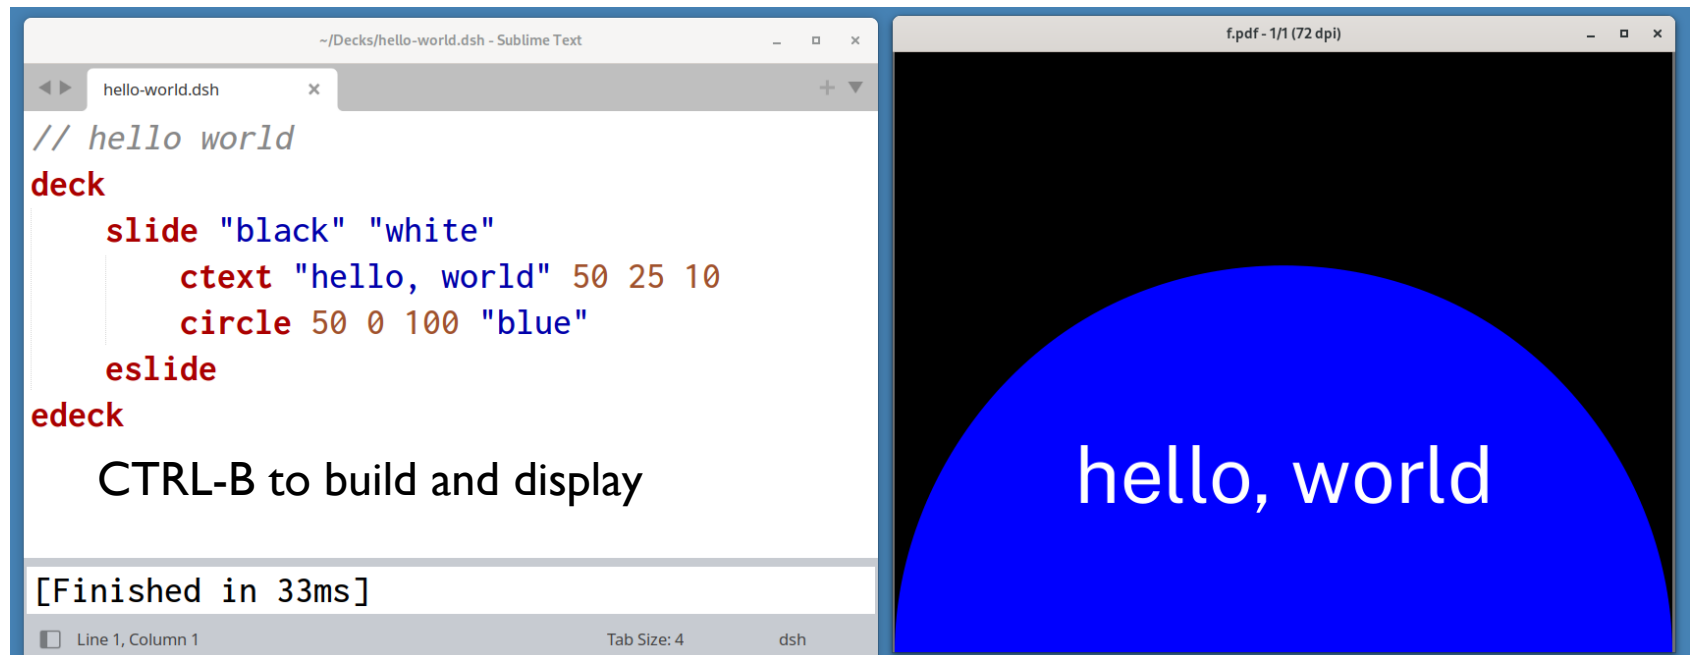 ~/Decks/hello-world.dsh - Sublime Text
hello-world.dsh
// hello world
deck
slide "black" "white"
ctext "hello, world" 50 25 10
circle 50 0 100 "blue"
eslide
edeck
CTRL-B to build and display
[Finished in 33ms]
Line 1, Column 1
Tab Size: 4
dsh
f.pdf - 1/1 (72 dpi)
hello, world